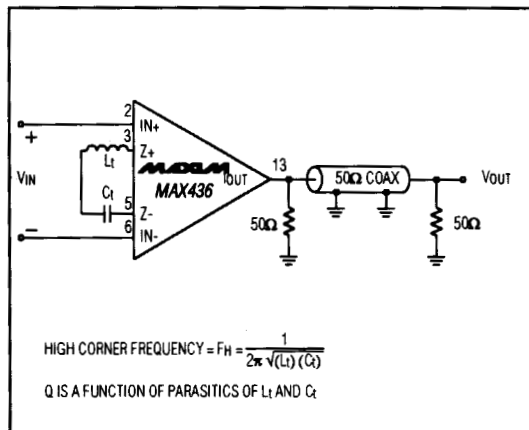 2
IN+
+
3
Z+
Lt
VIN
MAXIM
IOUT
13
50Ω COAX
VOUT
MAX436
Ct
5
Z-
50Ω
50Ω
6
IN-
−
HIGH CORNER FREQUENCY = FH = 1 / 2π √(Lt) (Ct)
Q IS A FUNCTION OF PARASITICS OF Lt AND Ct